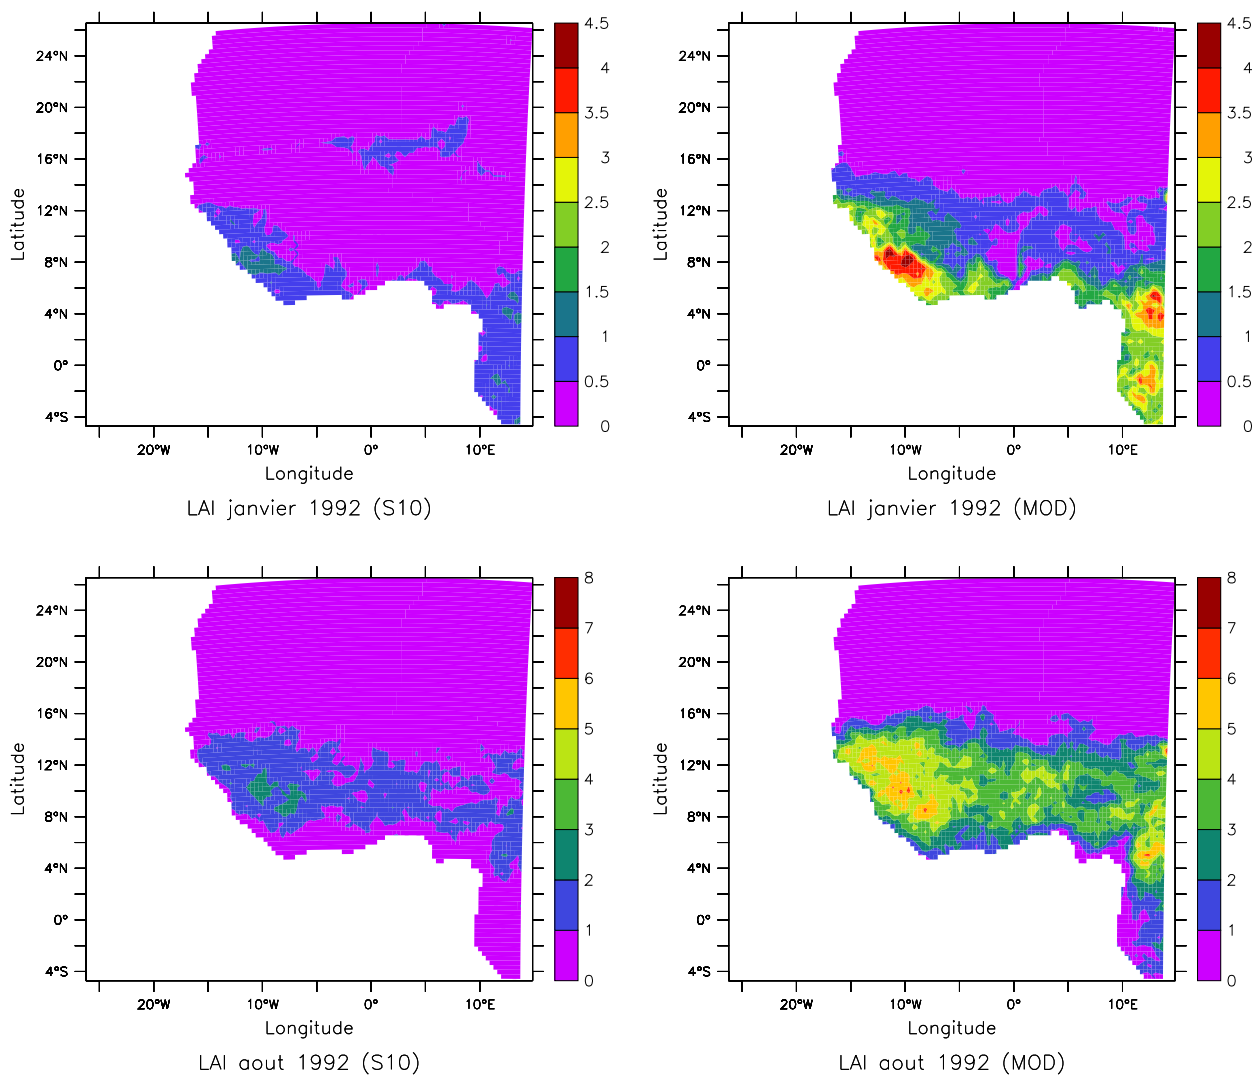 4.5
4
3.5
3
2.5
2
1.5
1
0.5
0
24°N
20°N
16°N
12°N
8°N
4°N
0°
4°S
Latitude
20°W 10°W 0° 10°E
Longitude
LAI janvier 1992 (S10)
4.5
4
3.5
3
2.5
2
1.5
1
0.5
0
24°N
20°N
16°N
12°N
8°N
4°N
0°
4°S
Latitude
20°W 10°W 0° 10°E
Longitude
LAI janvier 1992 (MOD)
8
7
6
5
4
3
2
1
0
24°N
20°N
16°N
12°N
8°N
4°N
0°
4°S
Latitude
20°W 10°W 0° 10°E
Longitude
LAI aout 1992 (S10)
8
7
6
5
4
3
2
1
0
24°N
20°N
16°N
12°N
8°N
4°N
0°
4°S
Latitude
20°W 10°W 0° 10°E
Longitude
LAI aout 1992 (MOD)